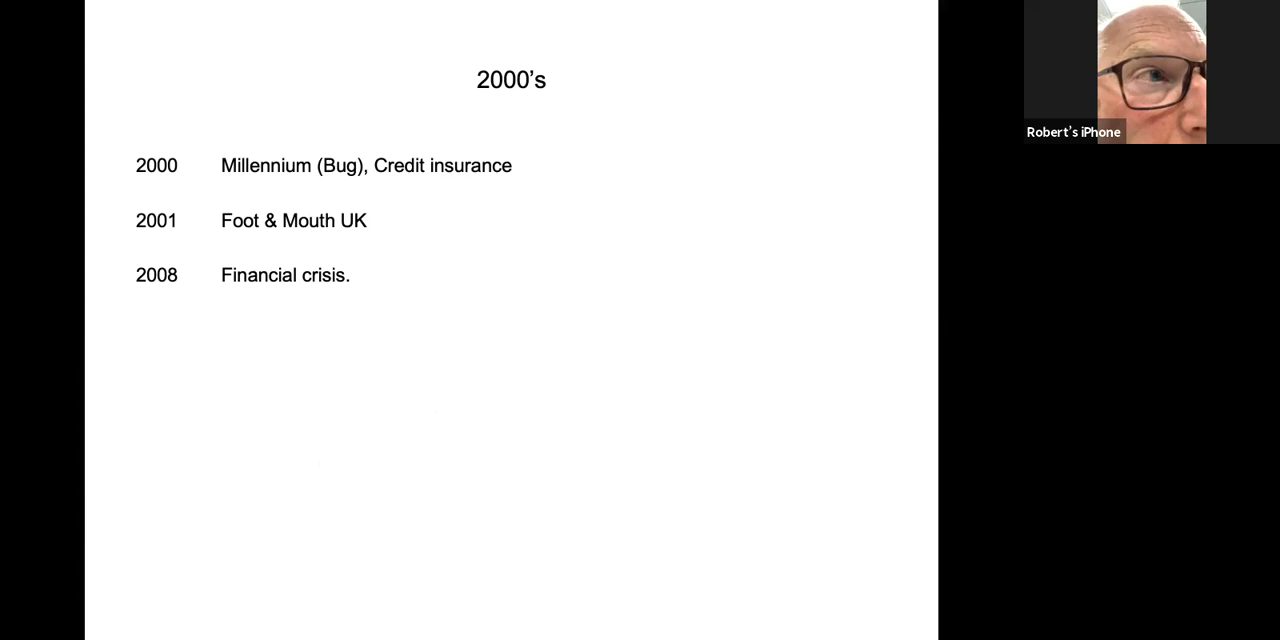 2000's
2000 Millennium (Bug), Credit insurance
2001 Foot & Mouth UK
2008 Financial crisis.
Robert's iPhone